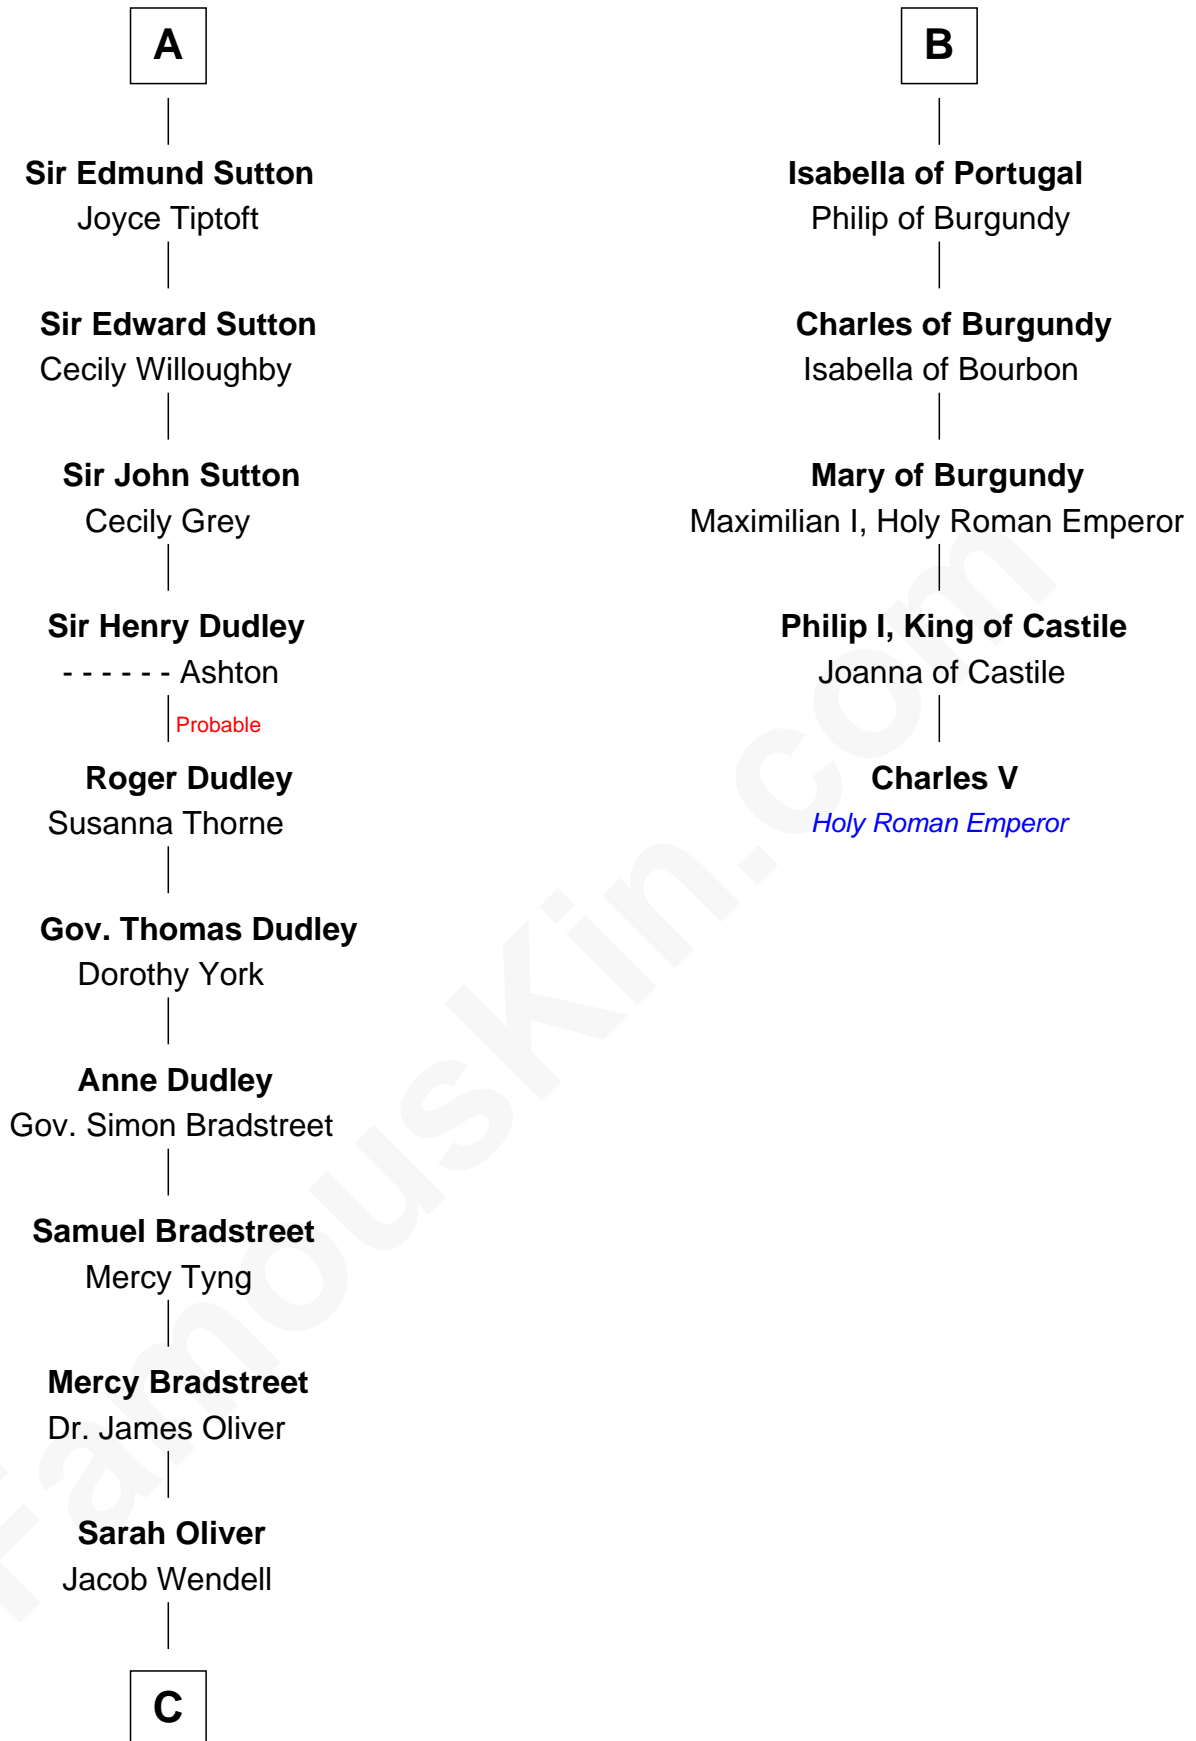 A
Sir Edmund Sutton
Joyce Tiptoft
Sir Edward Sutton
Cecily Willoughby
Sir John Sutton
Cecily Grey
Sir Henry Dudley
- - - - - - Ashton
Probable
Roger Dudley
Susanna Thorne
Gov. Thomas Dudley
Dorothy York
Anne Dudley
Gov. Simon Bradstreet
Samuel Bradstreet
Mercy Tyng
Mercy Bradstreet
Dr. James Oliver
Sarah Oliver
Jacob Wendell
C
B
Isabella of Portugal
Philip of Burgundy
Charles of Burgundy
Isabella of Bourbon
Mary of Burgundy
Maximilian I, Holy Roman Emperor
Philip I, King of Castile
Joanna of Castile
Charles V
Holy Roman Emperor
FamousKin.com